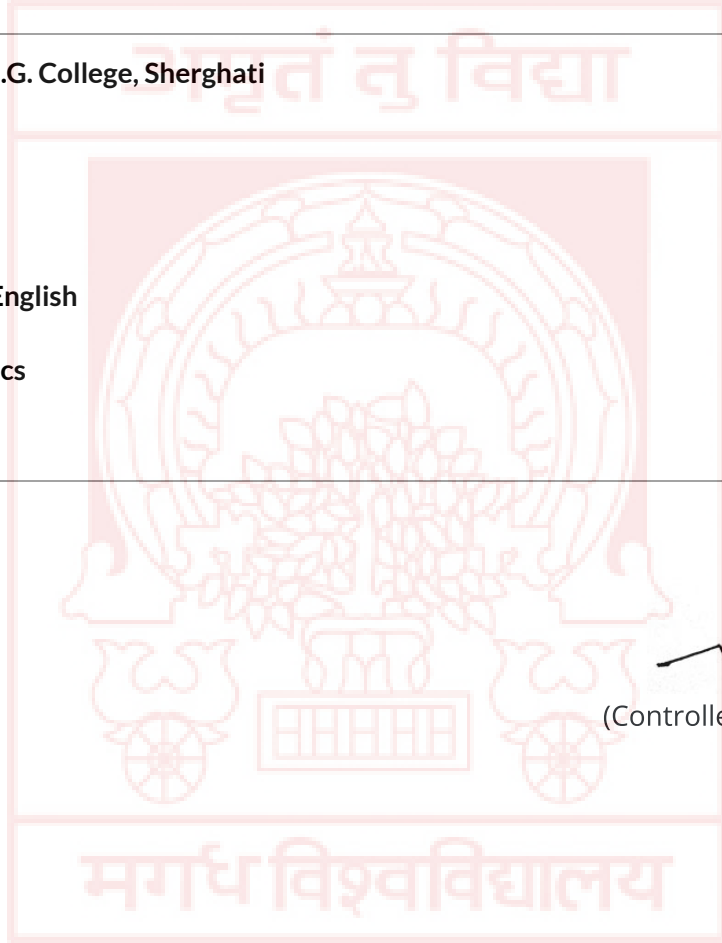 अमृतं तु विद्या
.G. College, Sherghati
English
cs
(Controlle
मगध विश्वविद्यालय